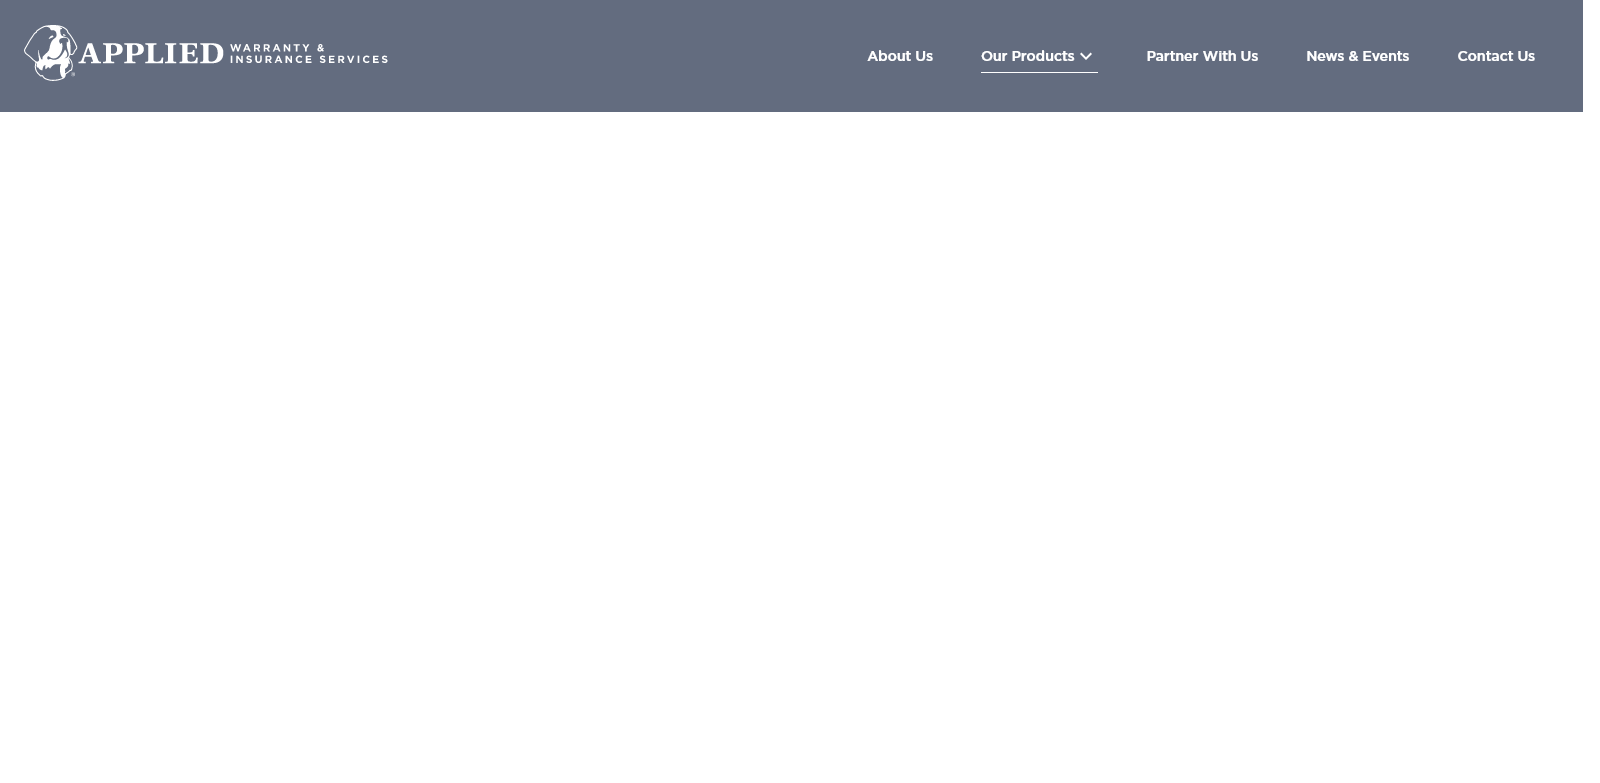 APPLIED WARRANTY &
INSURANCE SERVICES
About Us Our Products Partner With Us News & Events Contact Us